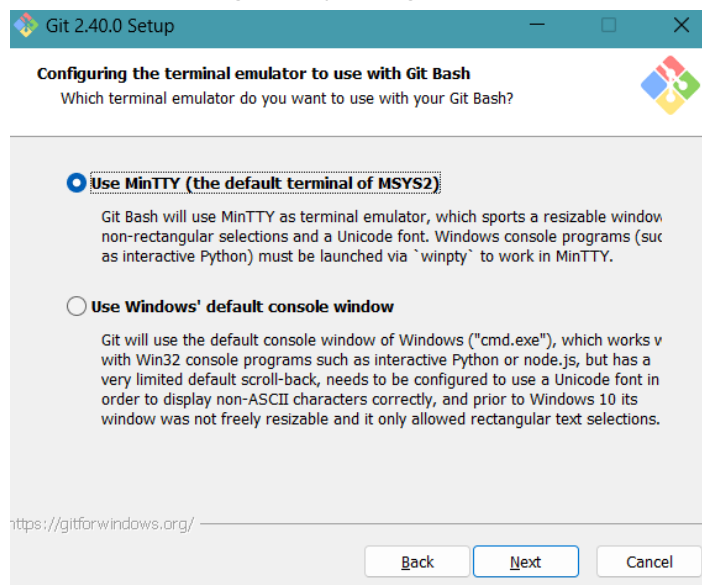 Git 2.40.0 Setup
Configuring the terminal emulator to use with Git Bash
Which terminal emulator do you want to use with your Git Bash?
Use MinTTY (the default terminal of MSYS2)
Git Bash will use MinTTY as terminal emulator, which sports a resizable window
non-rectangular selections and a Unicode font. Windows console programs (suc
as interactive Python) must be launched via `winpty` to work in MinTTY.
Use Windows' default console window
Git will use the default console window of Windows ("cmd.exe"), which works w
with Win32 console programs such as interactive Python or node.js, but has a
very limited default scroll-back, needs to be configured to use a Unicode font in
order to display non-ASCII characters correctly, and prior to Windows 10 its
window was not freely resizable and it only allowed rectangular text selections.
https://gitforwindows.org/
Back Next Cancel